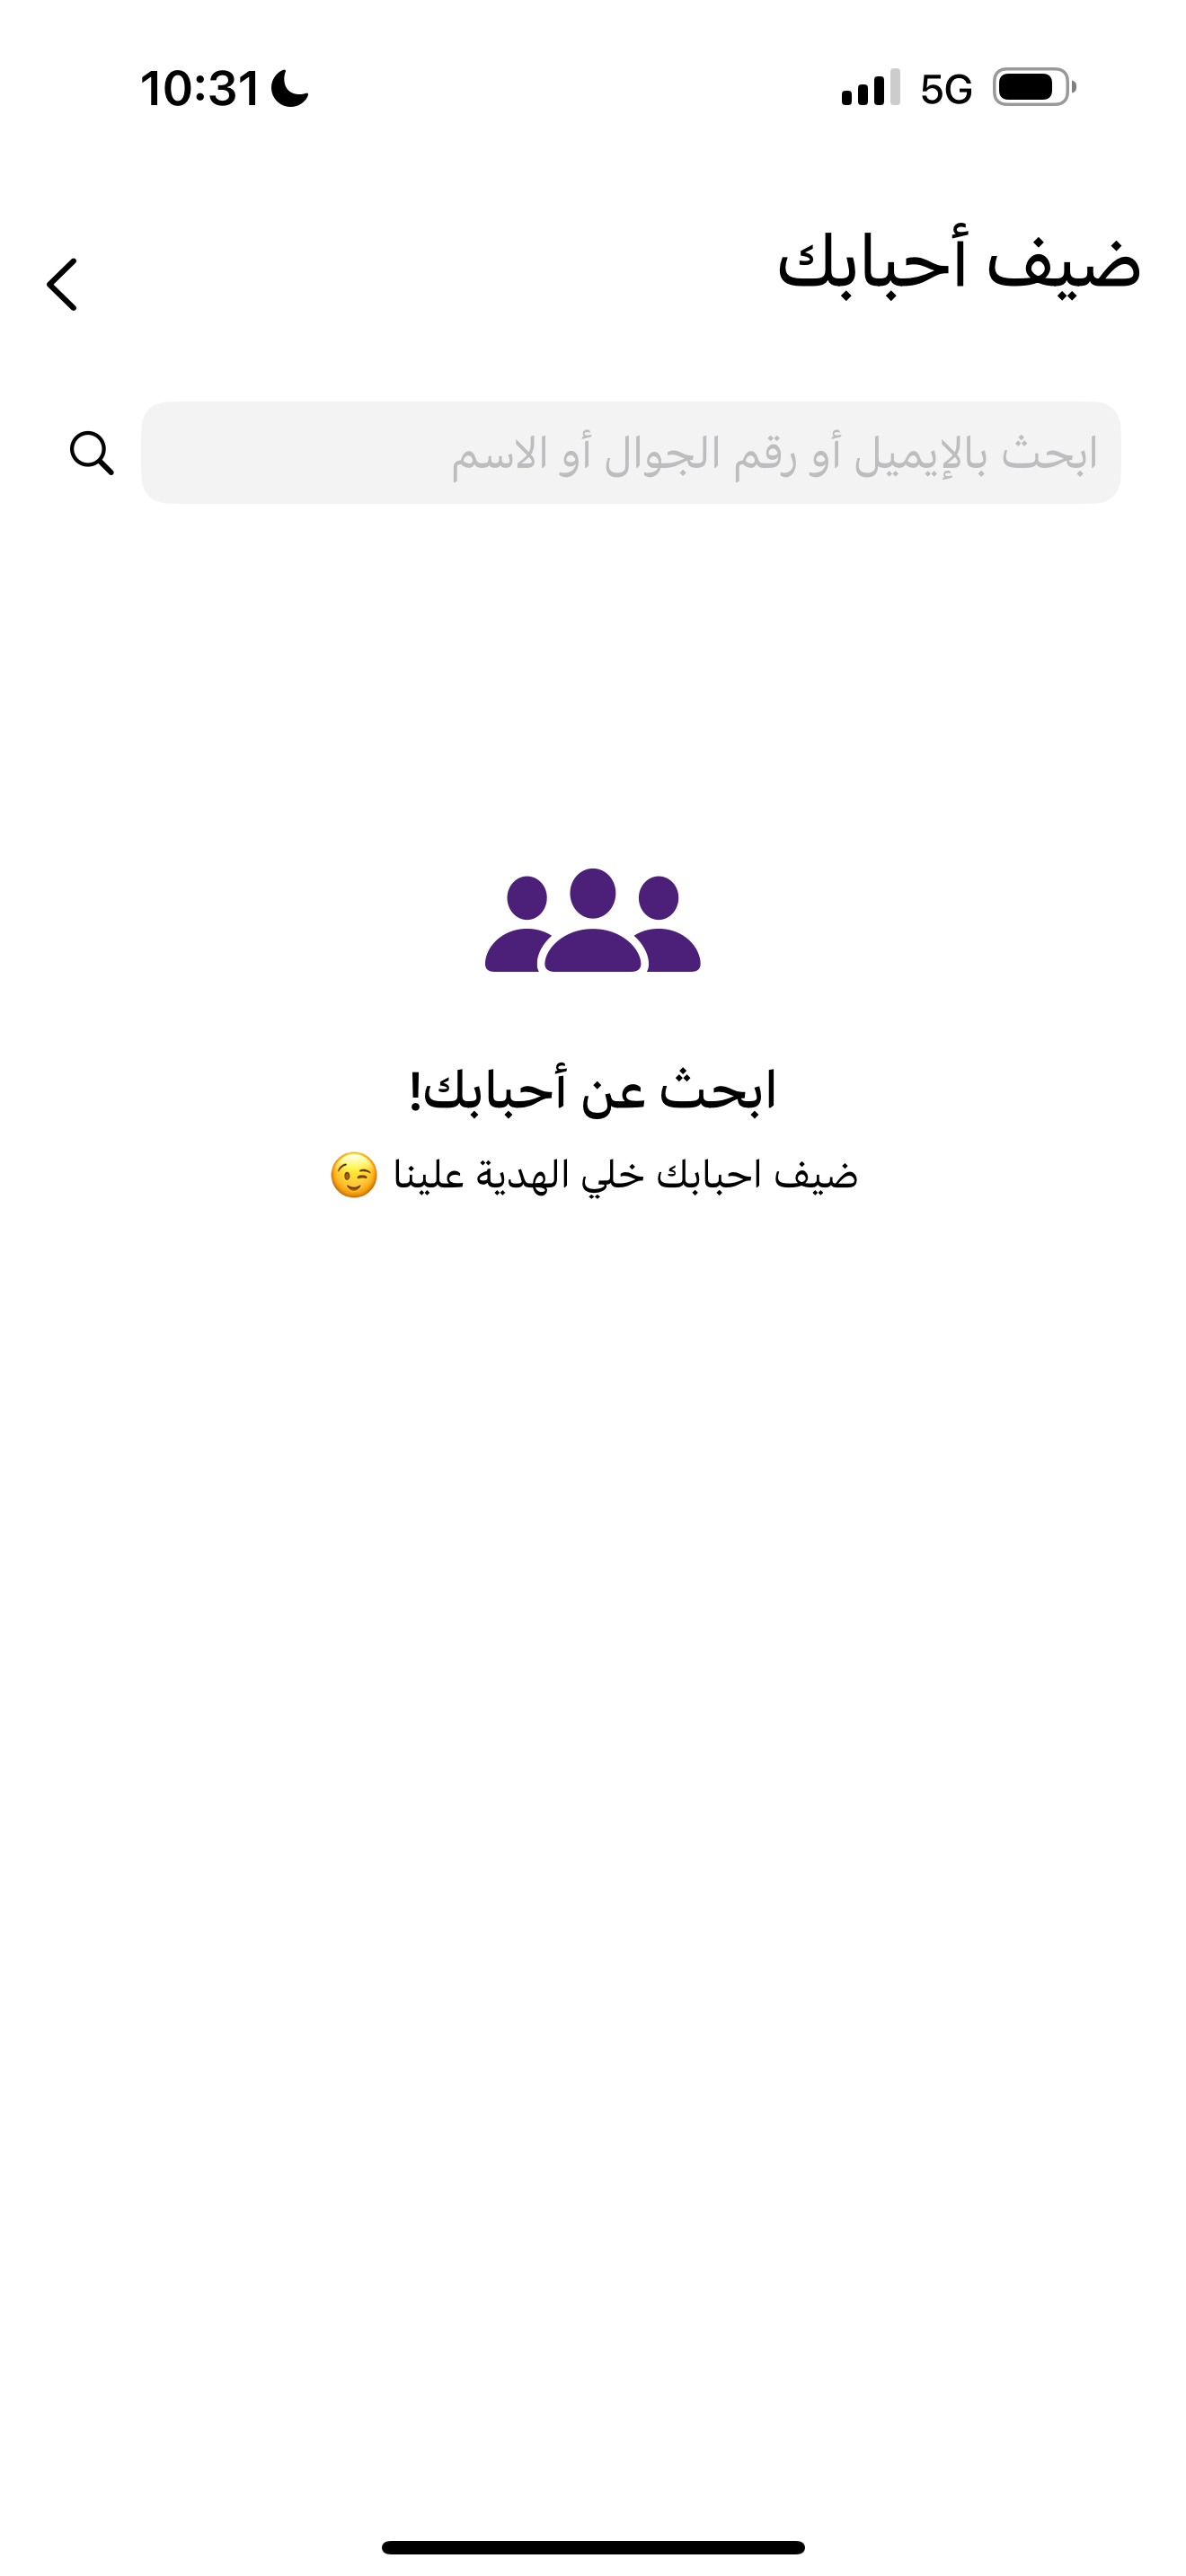 10:31
5G
ضيف أحبابك
ابحث بالإيميل أو رقم الجوال أو الاسم
ابحث عن أحبابك!
ضيف احبابك خلي الهدية علينا 😉